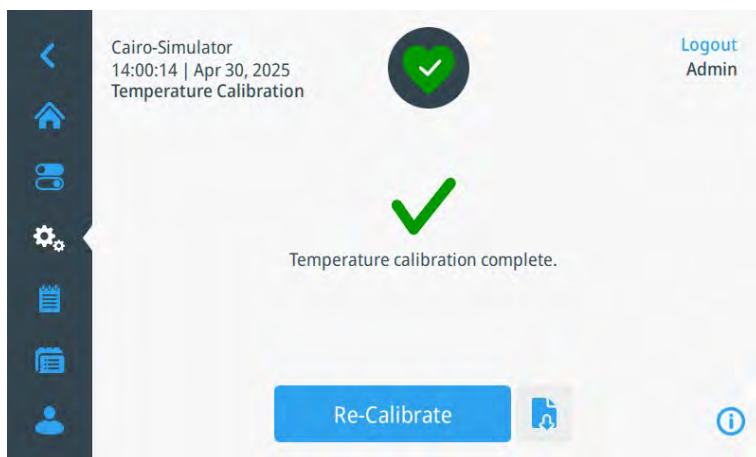 Cairo-Simulator
14:00:14 | Apr 30, 2025
Temperature Calibration
Logout
Admin
Temperature calibration complete.
Re-Calibrate